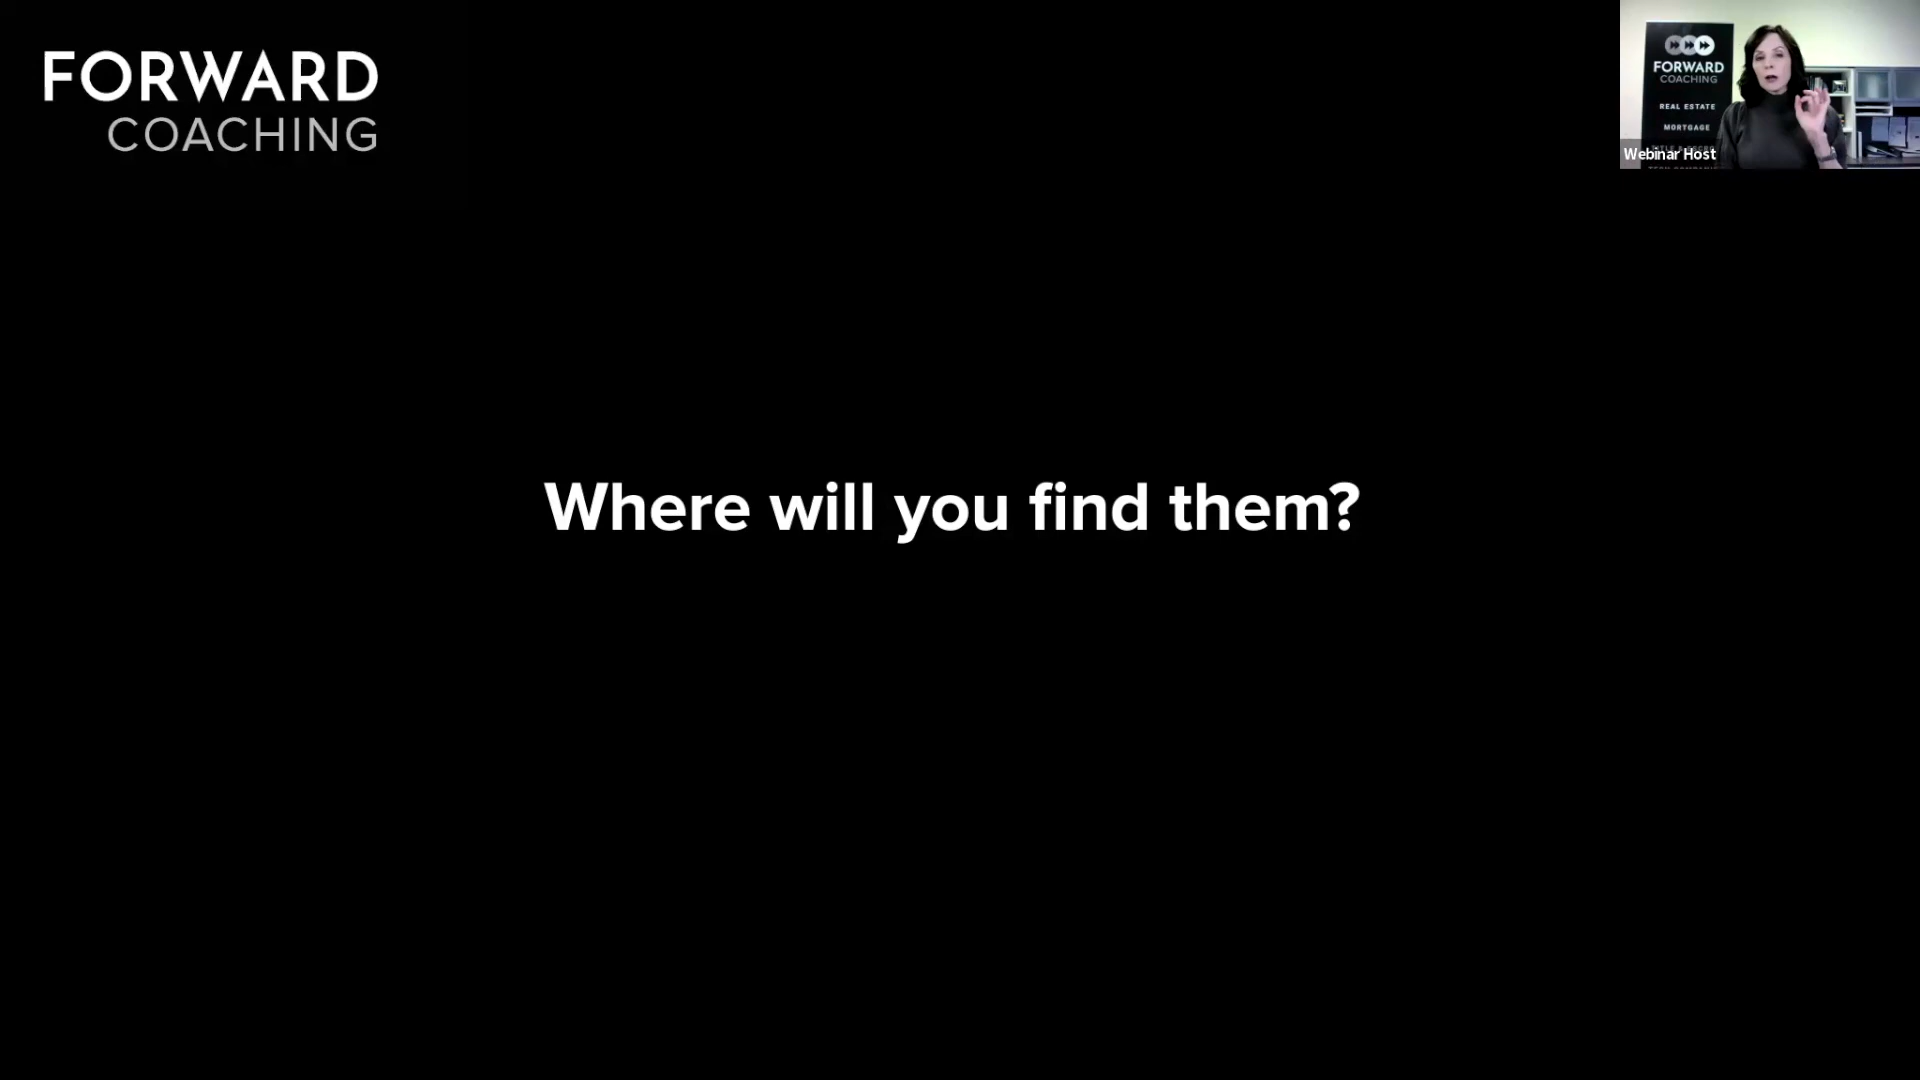 FORWARD
COACHING
FORWARD
COACHING
REAL ESTATE
MORTGAGE
Webinar Host
Where will you find them?